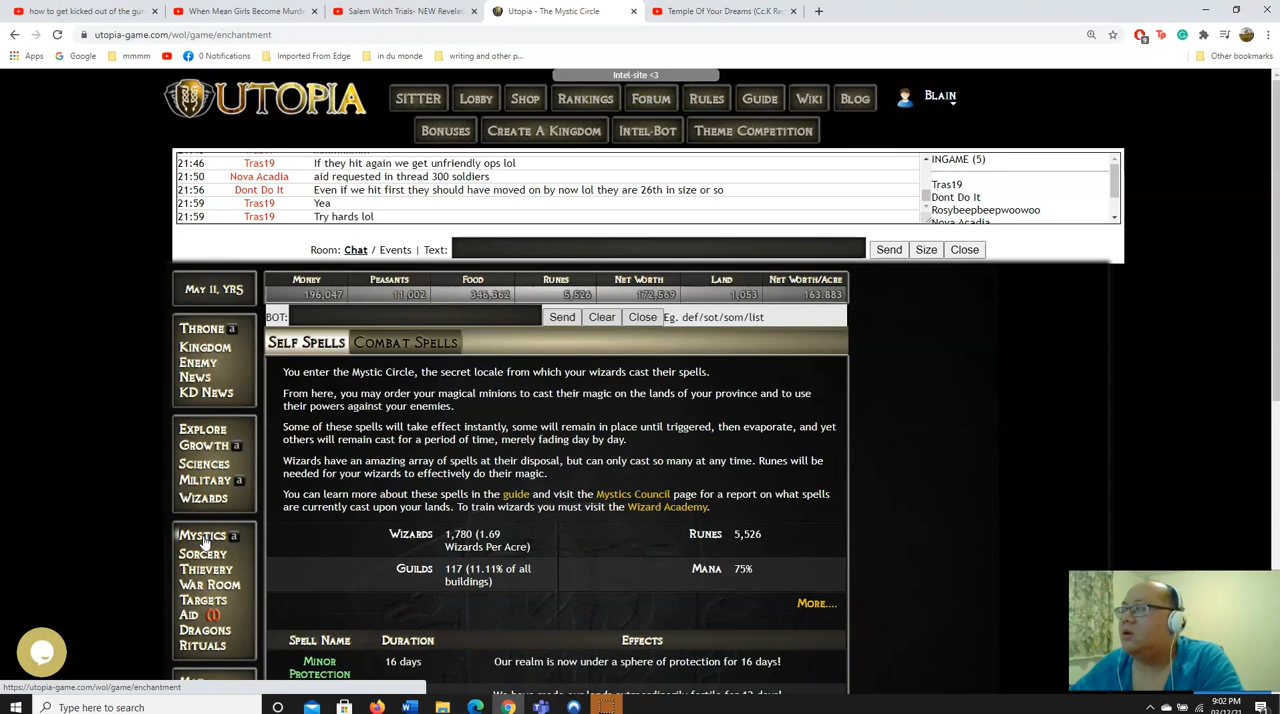 how to get kicked out of the gu
When Mean Girls Become Murde
Salem Witch Trials- NEW Revelat
Utopia - The Mystic Circle
Temple Of Your Dreams (Cc.K Re
utopia-game.com/wol/game/enchantment
Apps Google mmmm 0 Notifications Imported From Edge in du monde writing and other p... Other bookmarks
Intel-site <3
UTOPIA SITTER LOBBY SHOP RANKINGS FORUM RULES GUIDE WIKI BLOG BLAIN
BONUSES CREATE A KINGDOM INTEL-BOT THEME COMPETITION
21:46 Tras19 If they hit again we get unfriendly ops lol
21:50 Nova Acadia aid requested in thread 300 soldiers
21:56 Dont Do It Even if we hit first they should have moved on by now lol they are 26th in size or so
21:59 Tras19 Yea
21:59 Tras19 Try hards lol
INGAME (5)
Tras19
Dont Do It
Rosybeepbeepwoowoo
Nova Acadia
Room: Chat / Events | Text: Send Size Close
MAY 11, YR5
MONEY PEASANTS FOOD RUNES NET WORTH LAND NET WORTH/ACRE
196,047 11,002 346,362 5,526 172,569 1,053 163.883
BOT: Send Clear Close Eg. def/sot/som/list
THRONE a
KINGDOM
ENEMY
NEWS
KD NEWS
EXPLORE
GROWTH a
SCIENCES
MILITARY a
WIZARDS
MYSTICS a
SORCERY
THIEVERY
WAR ROOM
TARGETS
AID
DRAGONS
RITUALS
SELF SPELLS COMBAT SPELLS
You enter the Mystic Circle, the secret locale from which your wizards cast their spells.
From here, you may order your magical minions to cast their magic on the lands of your province and to use
their powers against your enemies.
Some of these spells will take effect instantly, some will remain in place until triggered, then evaporate, and yet
others will remain cast for a period of time, merely fading day by day.
Wizards have an amazing array of spells at their disposal, but can only cast so many at any time. Runes will be
needed for your wizards to effectively do their magic.
You can learn more about these spells in the guide and visit the Mystics Council page for a report on what spells
are currently cast upon your lands. To train wizards you must visit the Wizard Academy.
WIZARDS 1,780 (1.69 RUNES 5,526
Wizards Per Acre)
GUILDS 117 (11.11% of all MANA 75%
buildings)
MORE....
SPELL NAME DURATION EFFECTS
MINOR 16 days Our realm is now under a sphere of protection for 16 days!
PROTECTION
https://utopia-game.com/wol/game/enchantment
Type here to search
9:02 PM